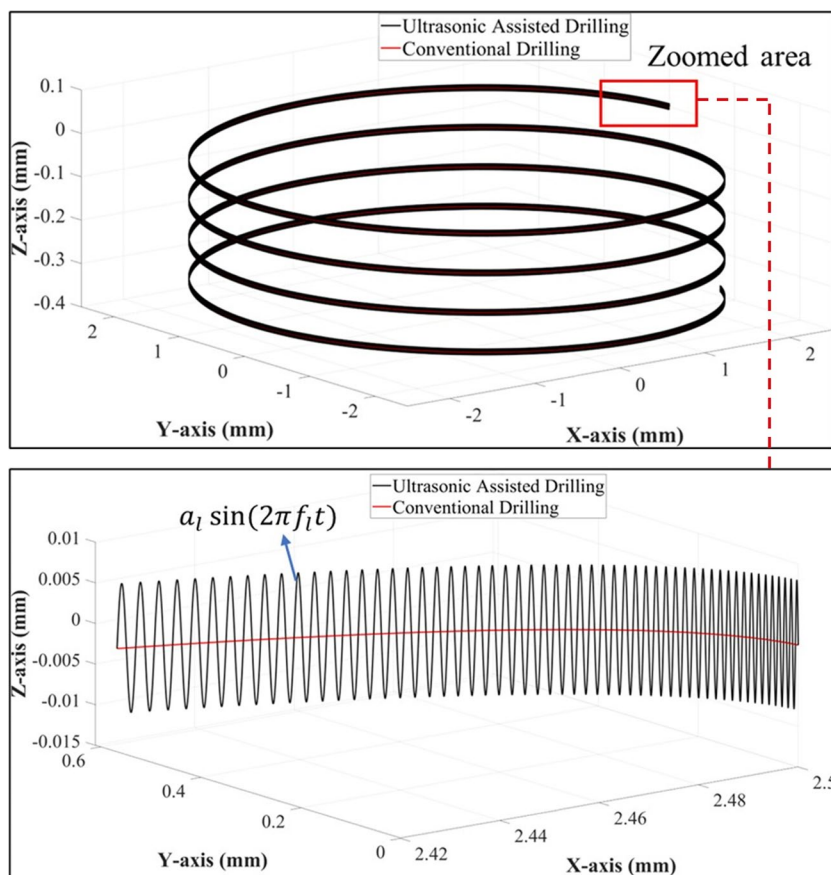 Ultrasonic Assisted Drilling
Conventional Drilling
Zoomed area
0.1
0
-0.1
-0.2
-0.3
-0.4
Z-axis (mm)
2
1
0
-1
-2
Y-axis (mm)
-2
-1
0
1
2
X-axis (mm)
Ultrasonic Assisted Drilling
Conventional Drilling
a_l sin(2πf_l t)
0.01
0.005
0
-0.005
-0.01
-0.015
Z-axis (mm)
0.6
0.4
0.2
0
Y-axis (mm)
2.42
2.44
2.46
2.48
2.5
X-axis (mm)